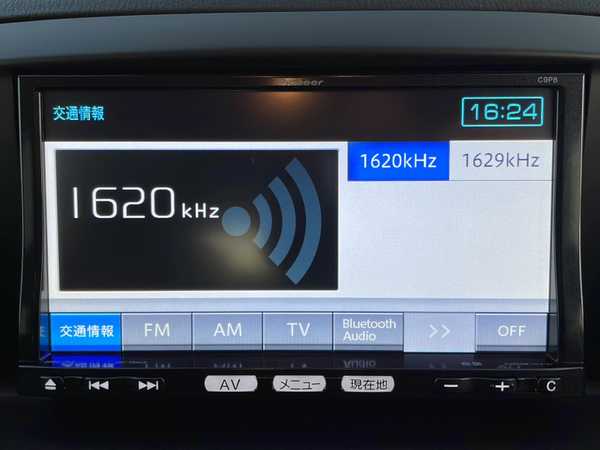 C9P8
交通情報
16:24
1620kHz
1629kHz
1620kHz
交通情報
FM
AM
TV
Bluetooth
Audio
>>
OFF
AV
メニュー
現在地
C